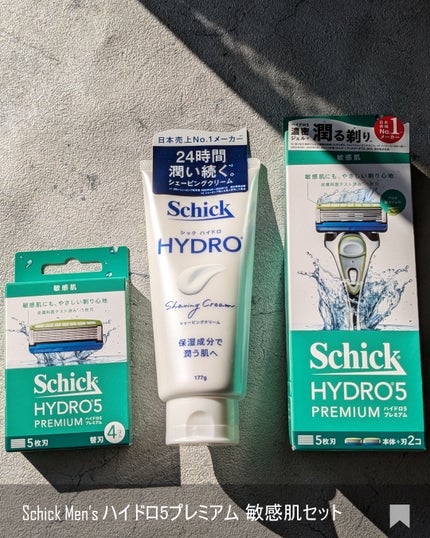 敏感肌
敏感肌にも、やさしい剃り心地
Schick
HYDRO5
PREMIUM
ハイドロ5
プレミアム
5枚刃
替刃
4コ入
日本売上No.1メーカー
24時間
潤い続く。
シェービングクリーム
Schick
シック ハイドロ
HYDRO
Shaving Cream
シェービングクリーム
保湿成分で
潤う肌へ
177g
濃密
ジェルで
潤る剃り
No.1
メーカー
敏感肌
敏感肌にも、やさしい剃り心地
Schick
HYDRO5
PREMIUM
ハイドロ5
プレミアム
5枚刃
本体+刃2コ
Schick Men's ハイドロ5プレミアム 敏感肌セット